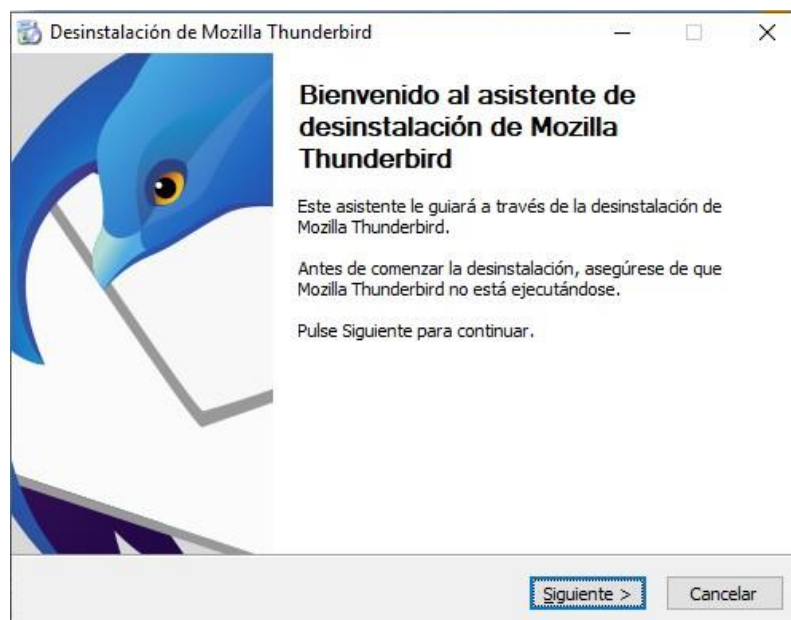 Desinstalación de Mozilla Thunderbird
Bienvenido al asistente de
desinstalación de Mozilla
Thunderbird
Este asistente le guiará a través de la desinstalación de
Mozilla Thunderbird.
Antes de comenzar la desinstalación, asegúrese de que
Mozilla Thunderbird no está ejecutándose.
Pulse Siguiente para continuar.
Siguiente >
Cancelar